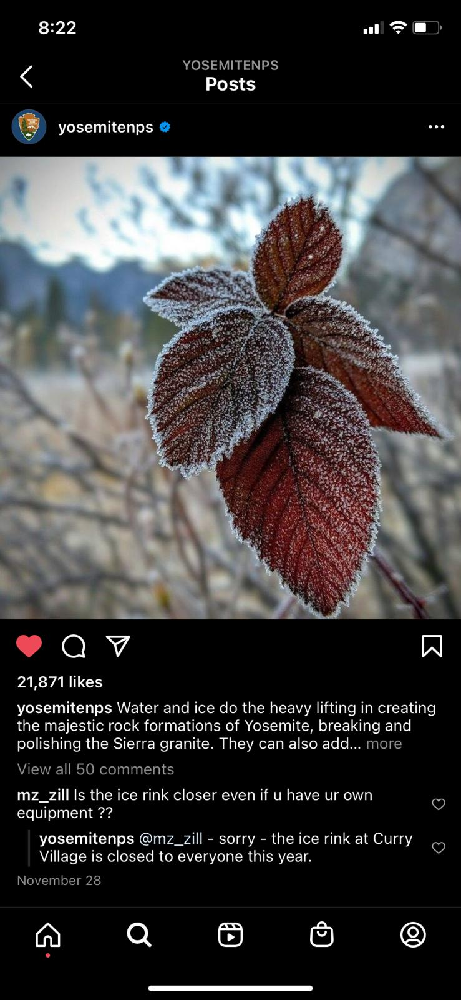 8:22
YOSEMITENPS
Posts
yosemitenps
21,871 likes
yosemitenps Water and ice do the heavy lifting in creating
the majestic rock formations of Yosemite, breaking and
polishing the Sierra granite. They can also add... more
View all 50 comments
mz_zill Is the ice rink closer even if u have ur own
equipment ??
yosemitenps @mz_zill - sorry - the ice rink at Curry
Village is closed to everyone this year.
November 28